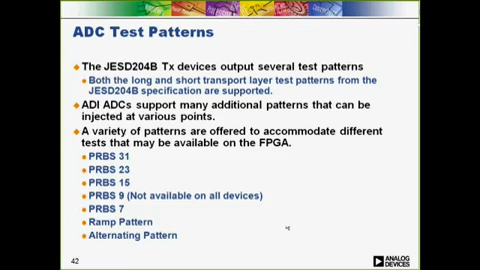 ADC Test Patterns
The JESD204B Tx devices output several test patterns
Both the long and short transport layer test patterns from the
JESD204B specification are supported.
ADI ADCs support many additional patterns that can be
injected at various points.
A variety of patterns are offered to accommodate different
tests that may be available on the FPGA.
PRBS 31
PRBS 23
PRBS 15
PRBS 9 (Not available on all devices)
PRBS 7
Ramp Pattern
Alternating Pattern
42
ANALOG
DEVICES